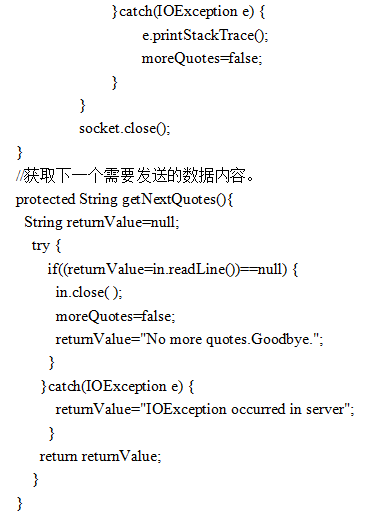 }catch(IOException e) {
e.printStackTrace();
moreQuotes=false;
}
}
socket.close();
}
//获取下一个需要发送的数据内容。
protected String getNextQuotes(){
String returnValue=null;
try {
if((returnValue=in.readLine())==null) {
in.close( );
moreQuotes=false;
returnValue="No more quotes.Goodbye.";
}
}catch(IOException e) {
returnValue="IOException occurred in server";
}
return returnValue;
}
}